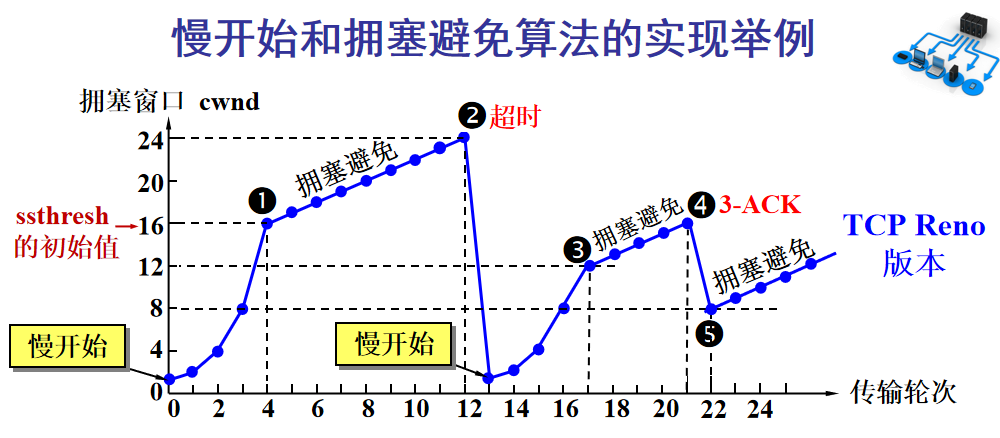 慢开始和拥塞避免算法的实现举例
拥塞窗口 cwnd
❷超时
24
拥塞避免
20
❶
ssthresh
的初始值
16
拥塞避免
❹3-ACK
TCP Reno
版本
12
❸
拥塞避免
8
❺
慢开始
慢开始
4
0
0 2 4 6 8 10 12 14 16 18 20 22 24
传输轮次